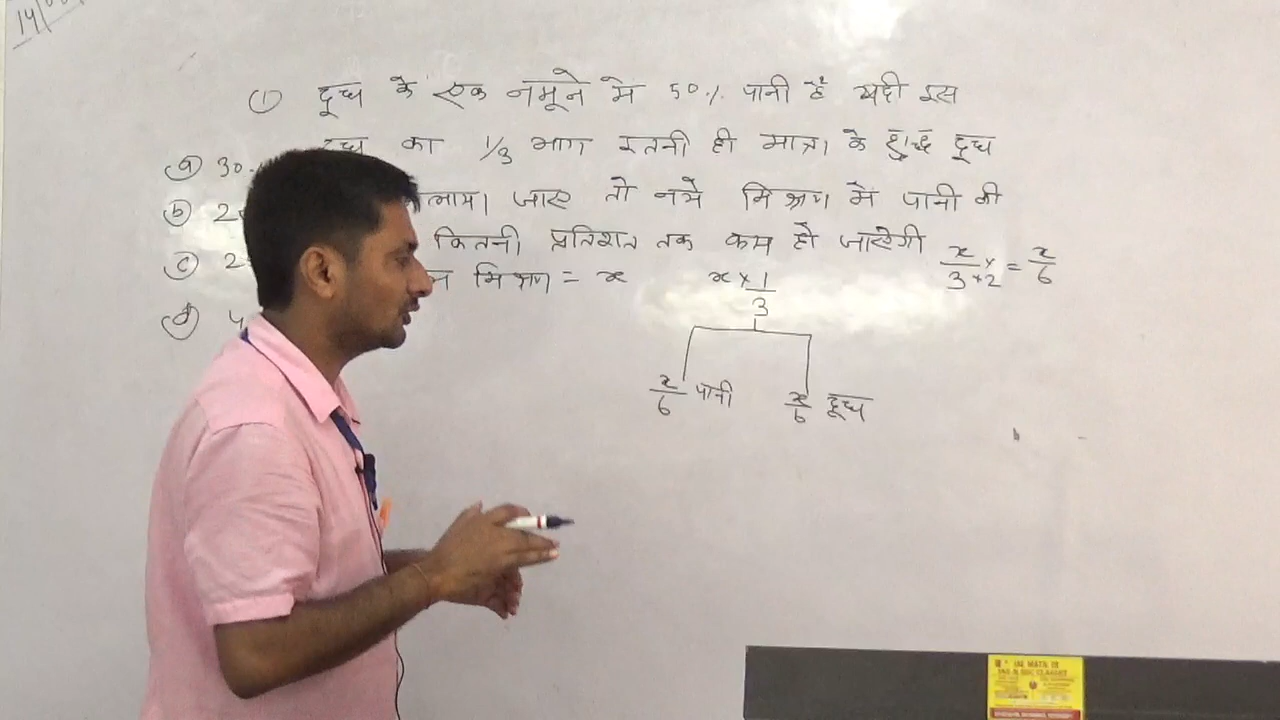 14/
① दूध के एक नमूने मे 50% पानी है यदी इस
दूध का 1/3 भाग इतनी ही मात्रा के शुद्ध दूध
जाए तो नये मिश्रण मे पानी की
कितनी प्रतिशत तक कम हो जाऐगी
मिश्रण = x
x × 1/3
x/3×2 = x/6
x/6 पानी
x/6 दूध
ⓐ 30
ⓑ 2
ⓒ 2
ⓓ 4